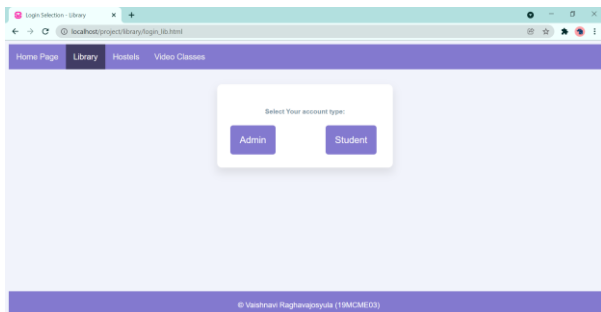 Login Selection - Library
localhost/project/library/login_lib.html
Home Page Library Hostels Video Classes
Select Your account type:
Admin Student
© Vaishnavi Raghavajosyula (19MCME03)